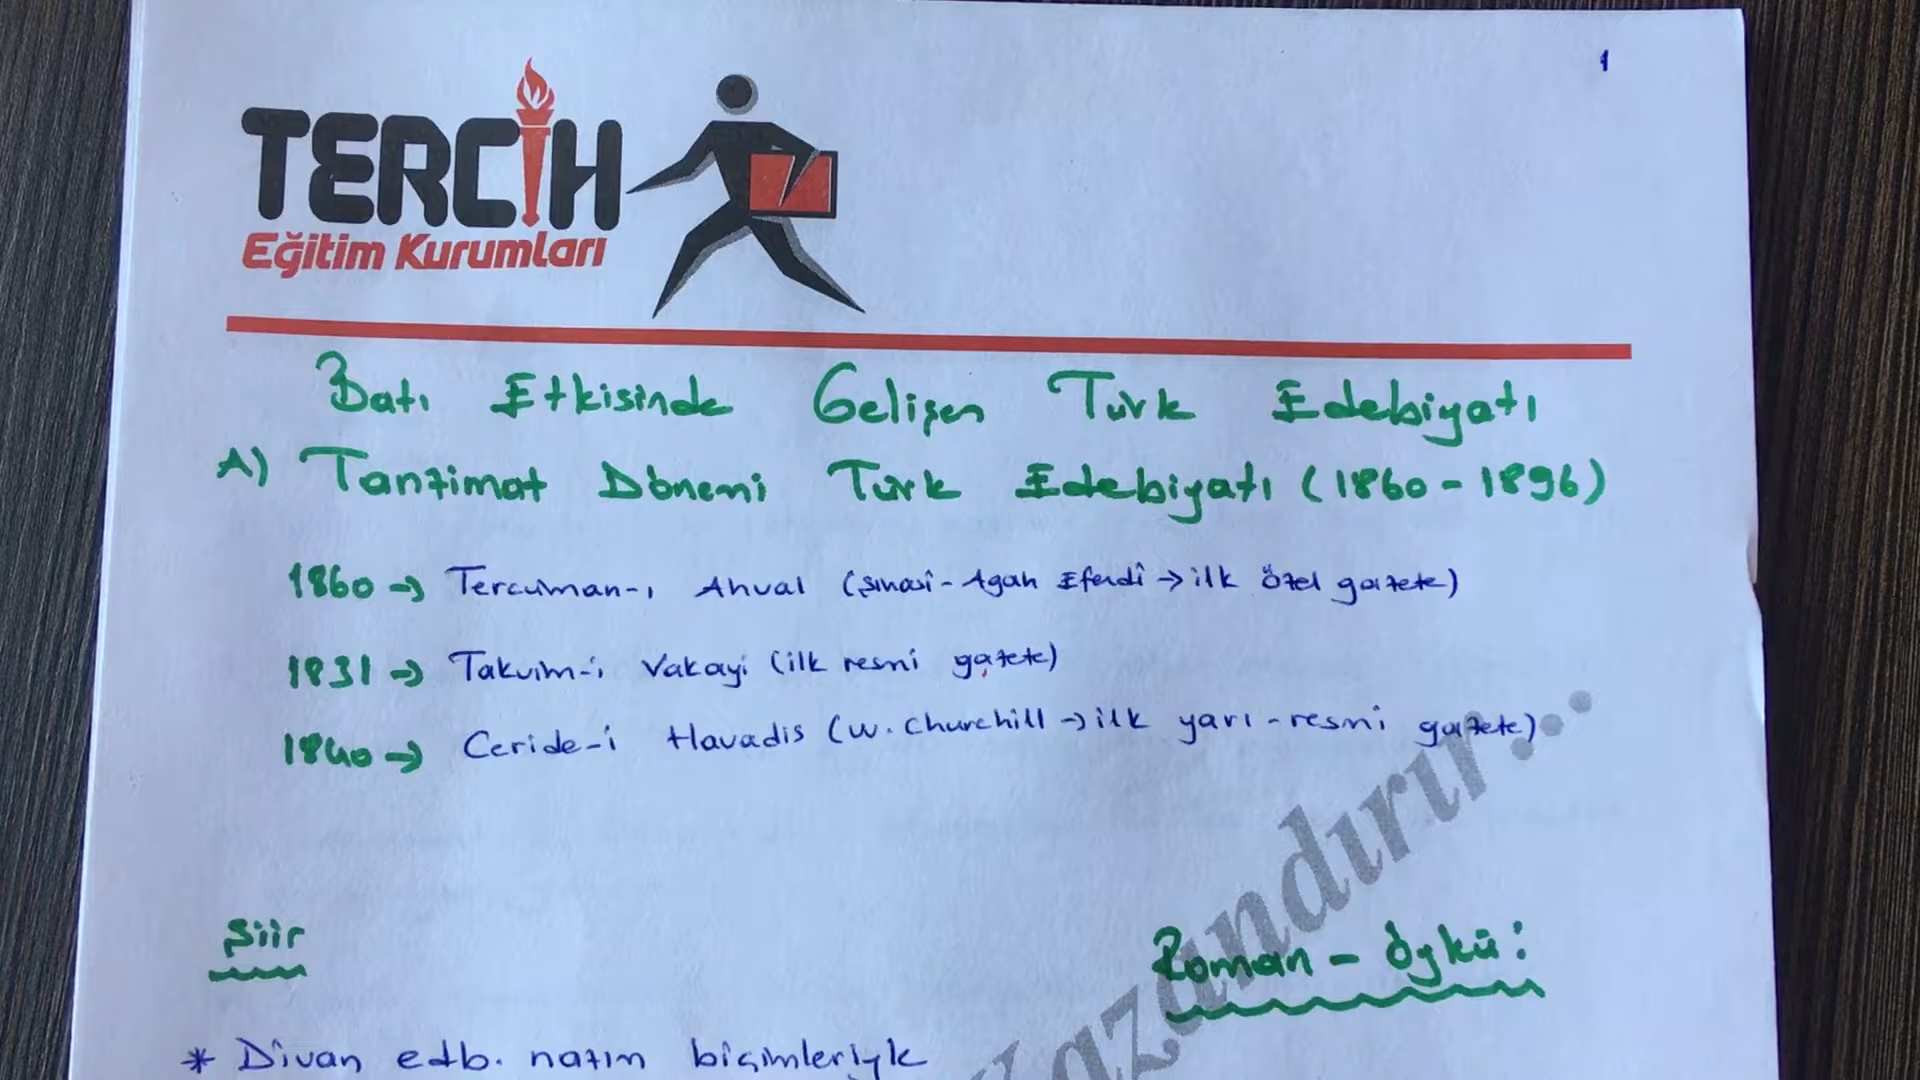 1
TERCİH
Eğitim Kurumları
Batı Etkisinde Gelişen Türk Edebiyatı
A) Tanzimat Dönemi Türk Edebiyatı (1860-1896)
1860 → Tercuman-ı Ahval (Şinasi - Agah Efendi → ilk özel gazete)
1831 → Takvim-i Vakayi (ilk resmi gazete)
1840 → Ceride-i Havadis (W. Churchill → ilk yarı-resmi gazete)
Kazandırır...
Şiir
Roman - Öykü:
* Divan edb. nazım biçimleriyle